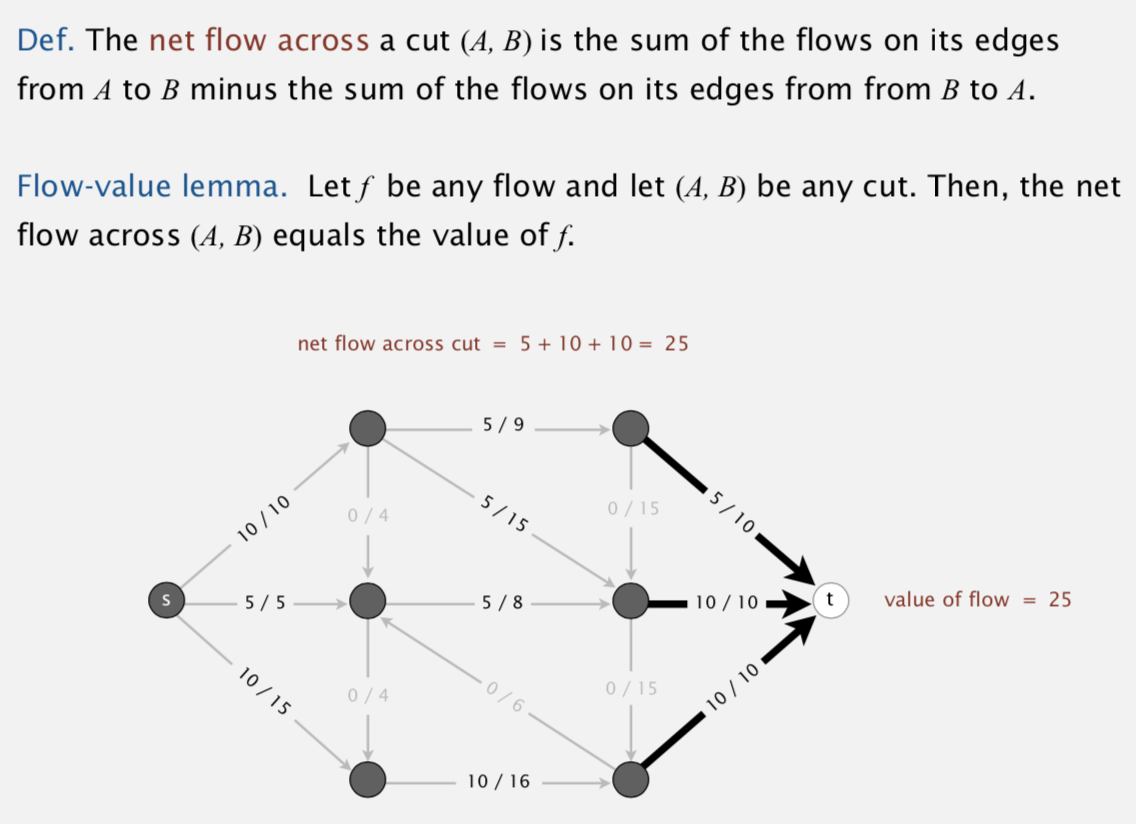 Def. The net flow across a cut (A, B) is the sum of the flows on its edges
from A to B minus the sum of the flows on its edges from from B to A.
Flow-value lemma. Let f be any flow and let (A, B) be any cut. Then, the net
flow across (A, B) equals the value of f.
net flow across cut = 5 + 10 + 10 = 25
5 / 9
10 / 10
0 / 4
5 / 15
0 / 15
5 / 10
s
5 / 5
5 / 8
10 / 10
t
value of flow = 25
10 / 15
0 / 4
0 / 6
0 / 15
10 / 10
10 / 16